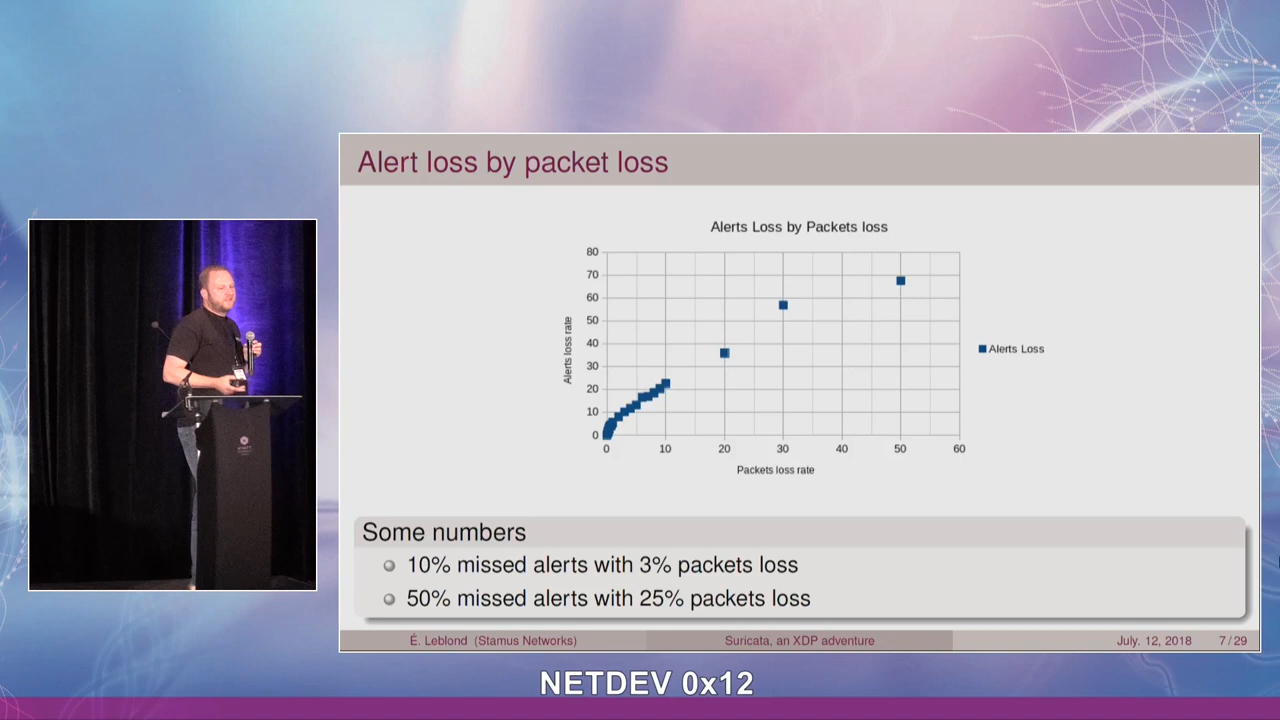 Alert loss by packet loss
Alerts Loss by Packets loss
80
70
60
50
40
30
20
10
0
Alerts loss rate
0 10 20 30 40 50 60
Packets loss rate
Alerts Loss
Some numbers
10% missed alerts with 3% packets loss
50% missed alerts with 25% packets loss
É. Leblond (Stamus Networks) Suricata, an XDP adventure July. 12, 2018 7 / 29
NETDEV 0x12